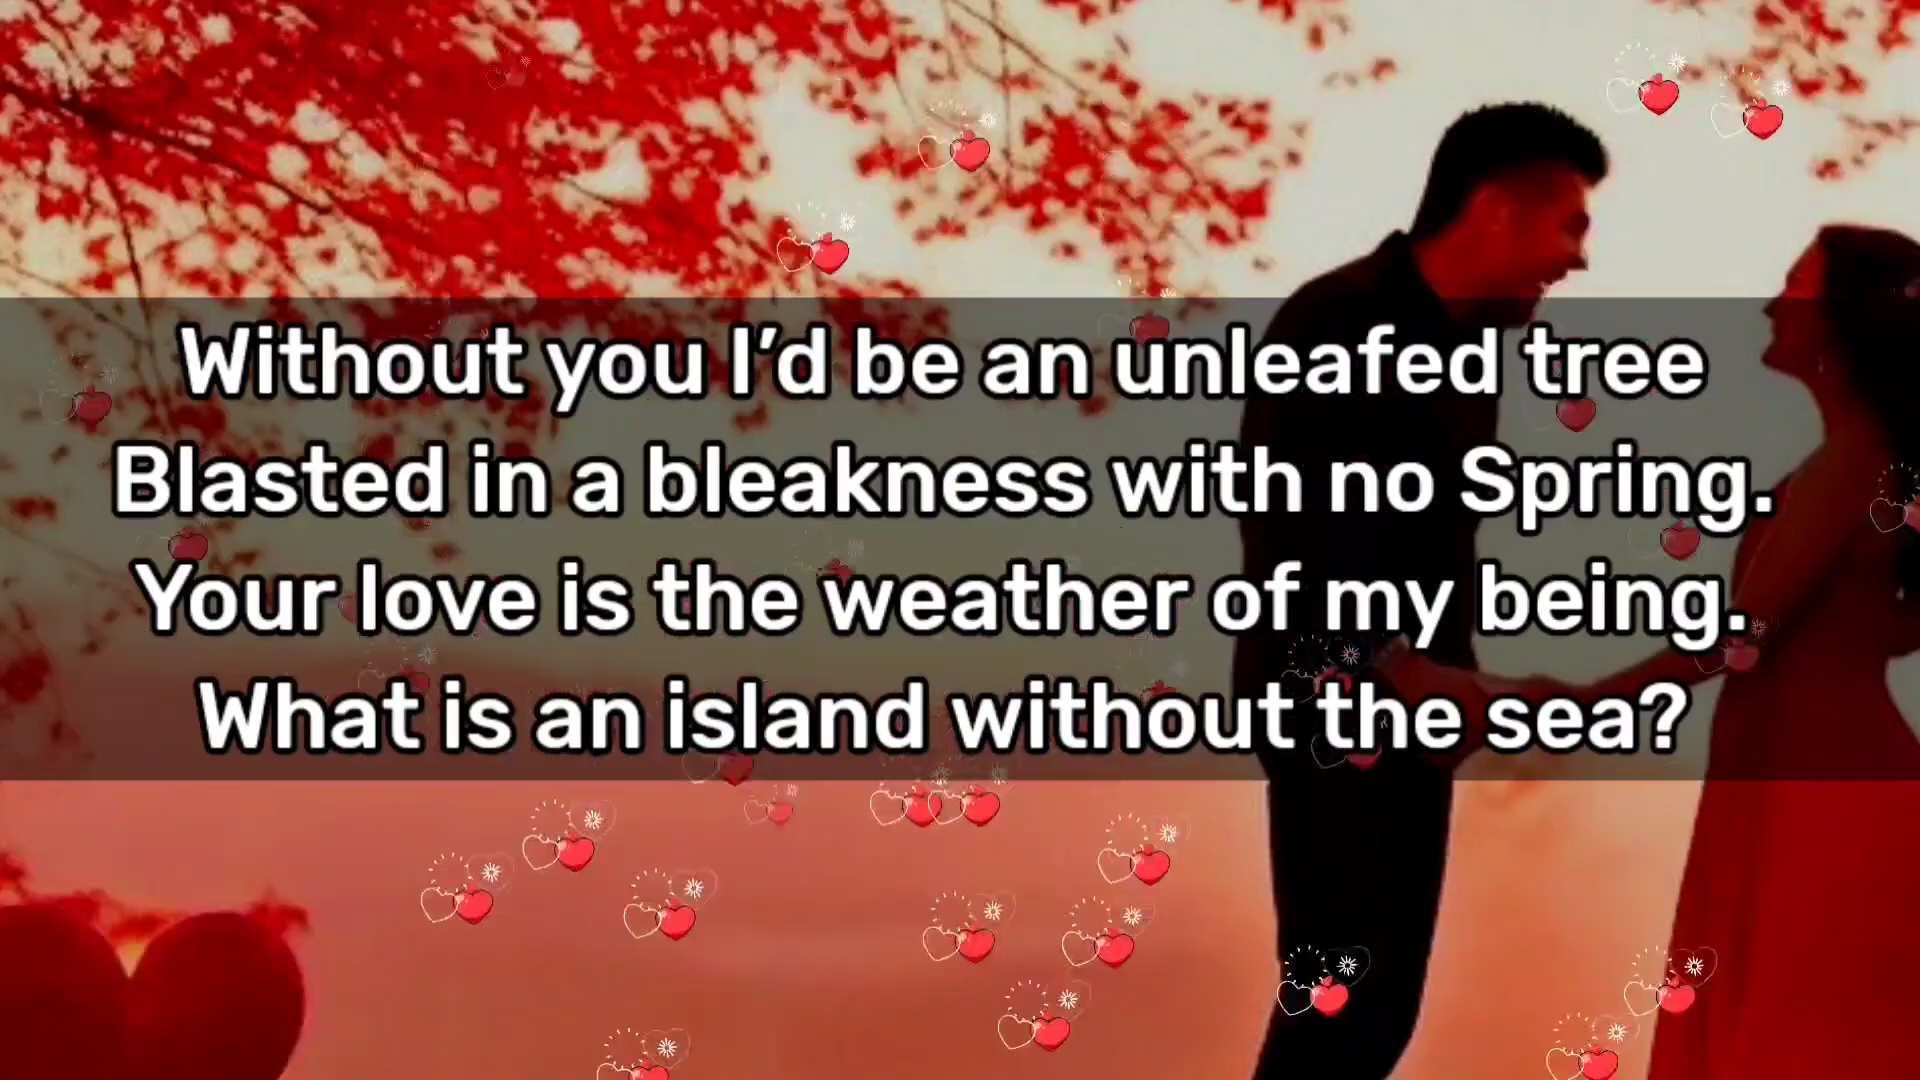 Without you I’d be an unleafed tree
Blasted in a bleakness with no Spring.
Your love is the weather of my being.
What is an island without the sea?